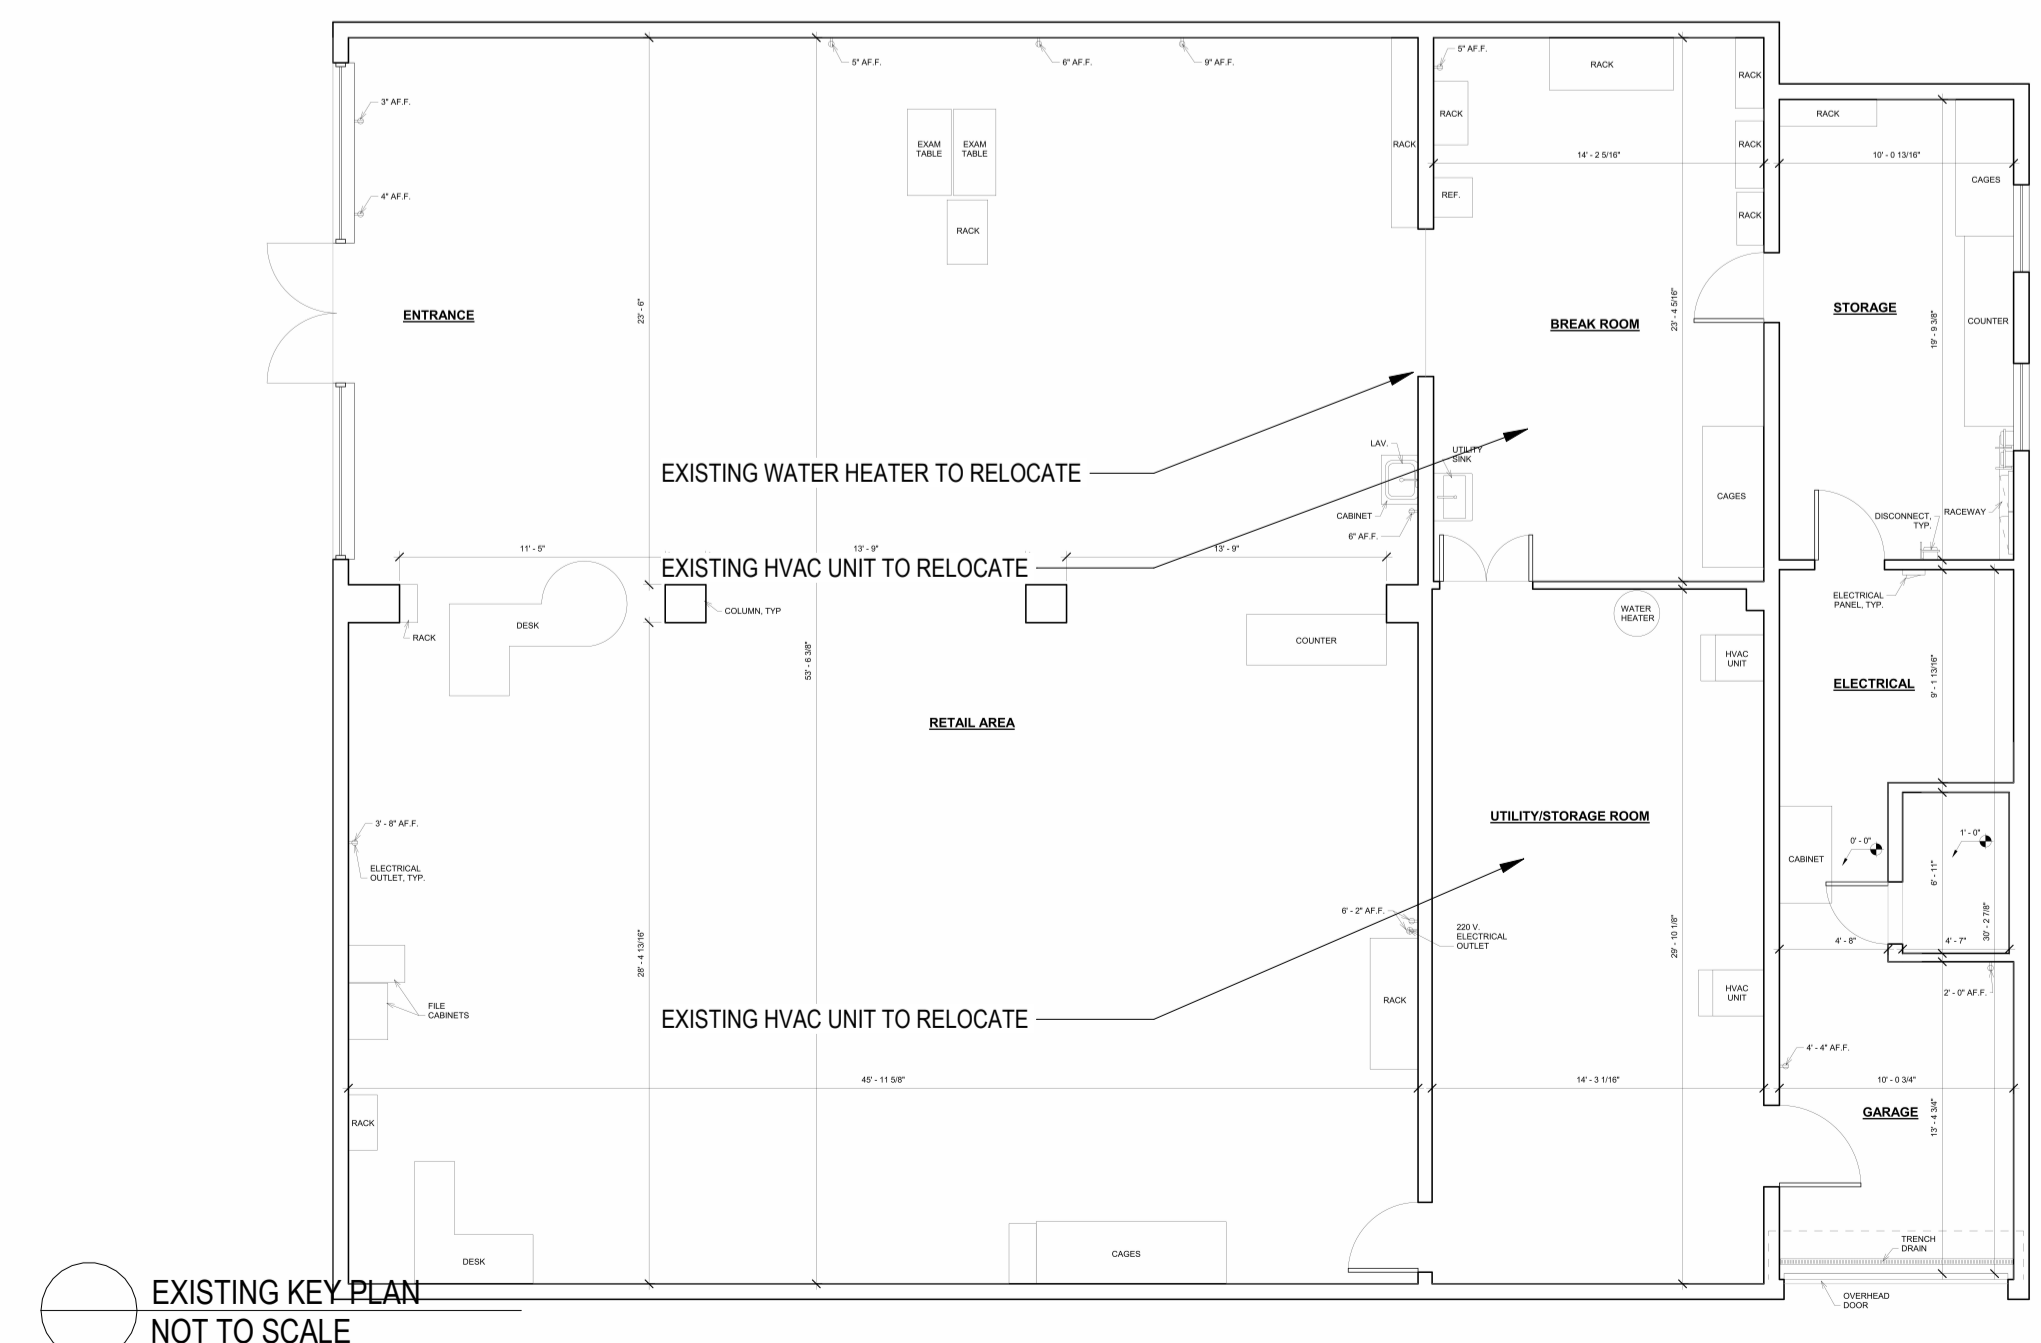 5" AF.F.
6" AF.F.
9" AF.F.
5" AF.F.
RACK
RACK
3" AF.F.
RACK
RACK
EXAM
TABLE
EXAM
TABLE
RACK
RACK
14' - 2 5/16"
10' - 0 13/16"
CAGES
4" AF.F.
REF.
RACK
RACK
ENTRANCE
23' - 6"
BREAK ROOM
23' - 4 5/16"
STORAGE
19' - 9 3/8"
COUNTER
EXISTING WATER HEATER TO RELOCATE
LAV.
UTILITY
SINK
CABINET
CAGES
6" AF.F.
DISCONNECT,
TYP.
RACEWAY
11' - 5"
13' - 9"
13' - 9"
EXISTING HVAC UNIT TO RELOCATE
ELECTRICAL
PANEL, TYP.
COLUMN, TYP
WATER
HEATER
RACK
DESK
COUNTER
53' - 6 3/8"
HVAC
UNIT
ELECTRICAL
9' - 1 13/16"
RETAIL AREA
UTILITY/STORAGE ROOM
3' - 8" AF.F.
ELECTRICAL
OUTLET, TYP.
0' - 0"
1' - 0"
CABINET
6' - 11"
6' - 2" AF.F.
220 V.
ELECTRICAL
OUTLET
28' - 4 13/16"
29' - 10 1/8"
30' - 2 7/8"
4' - 8"
4' - 7"
FILE
CABINETS
EXISTING HVAC UNIT TO RELOCATE
RACK
HVAC
UNIT
2' - 0" AF.F.
4' - 4" AF.F.
45' - 11 5/8"
14' - 3 1/16"
10' - 0 3/4"
RACK
GARAGE
13' - 4 3/4"
DESK
CAGES
TRENCH
DRAIN
OVERHEAD
DOOR
EXISTING KEY PLAN
NOT TO SCALE